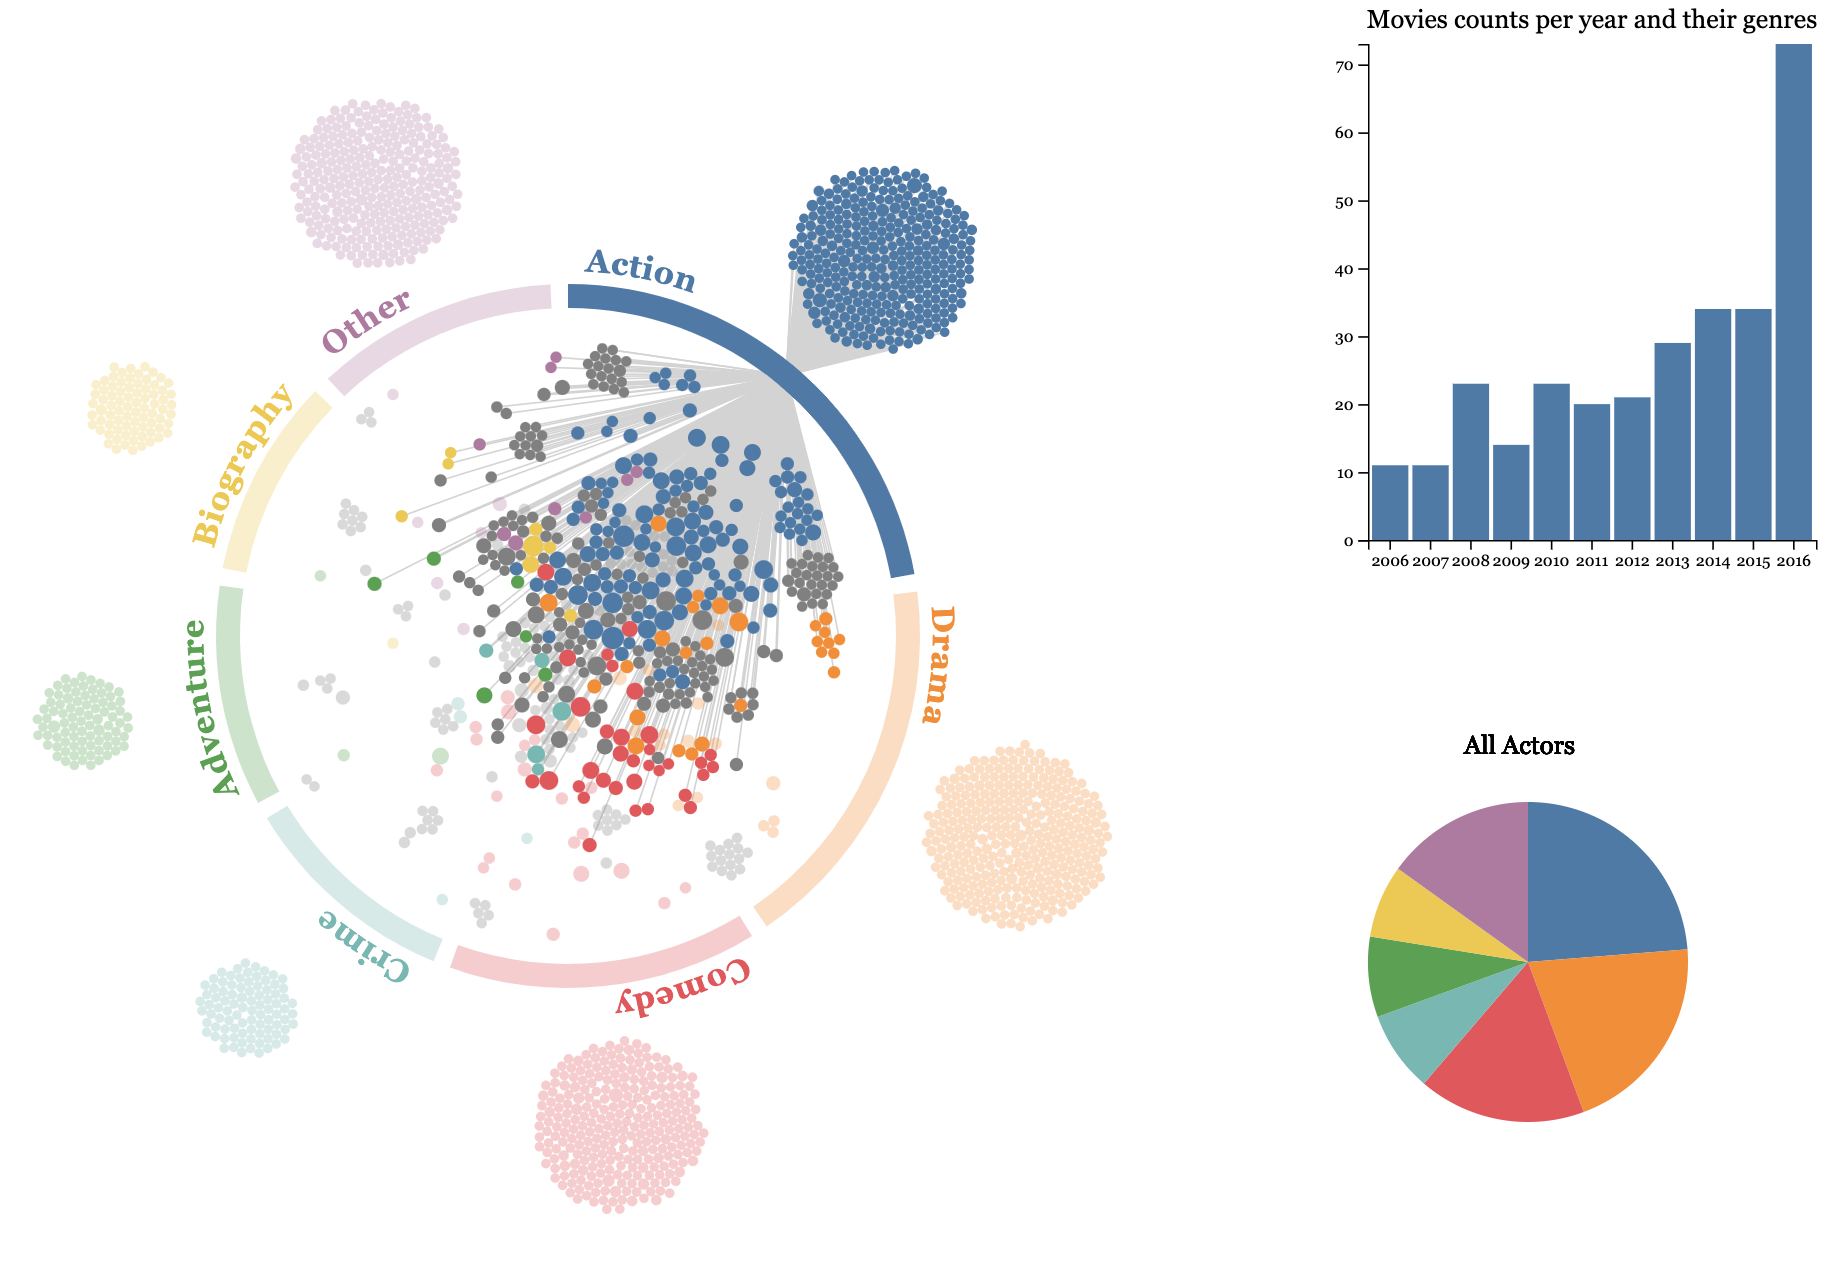 Movies counts per year and their genres
70
60
50
40
30
20
10
0
2006 2007 2008 2009 2010 2011 2012 2013 2014 2015 2016
Action
Other
Biography
Adventure
Drama
Crime
Comedy
All Actors